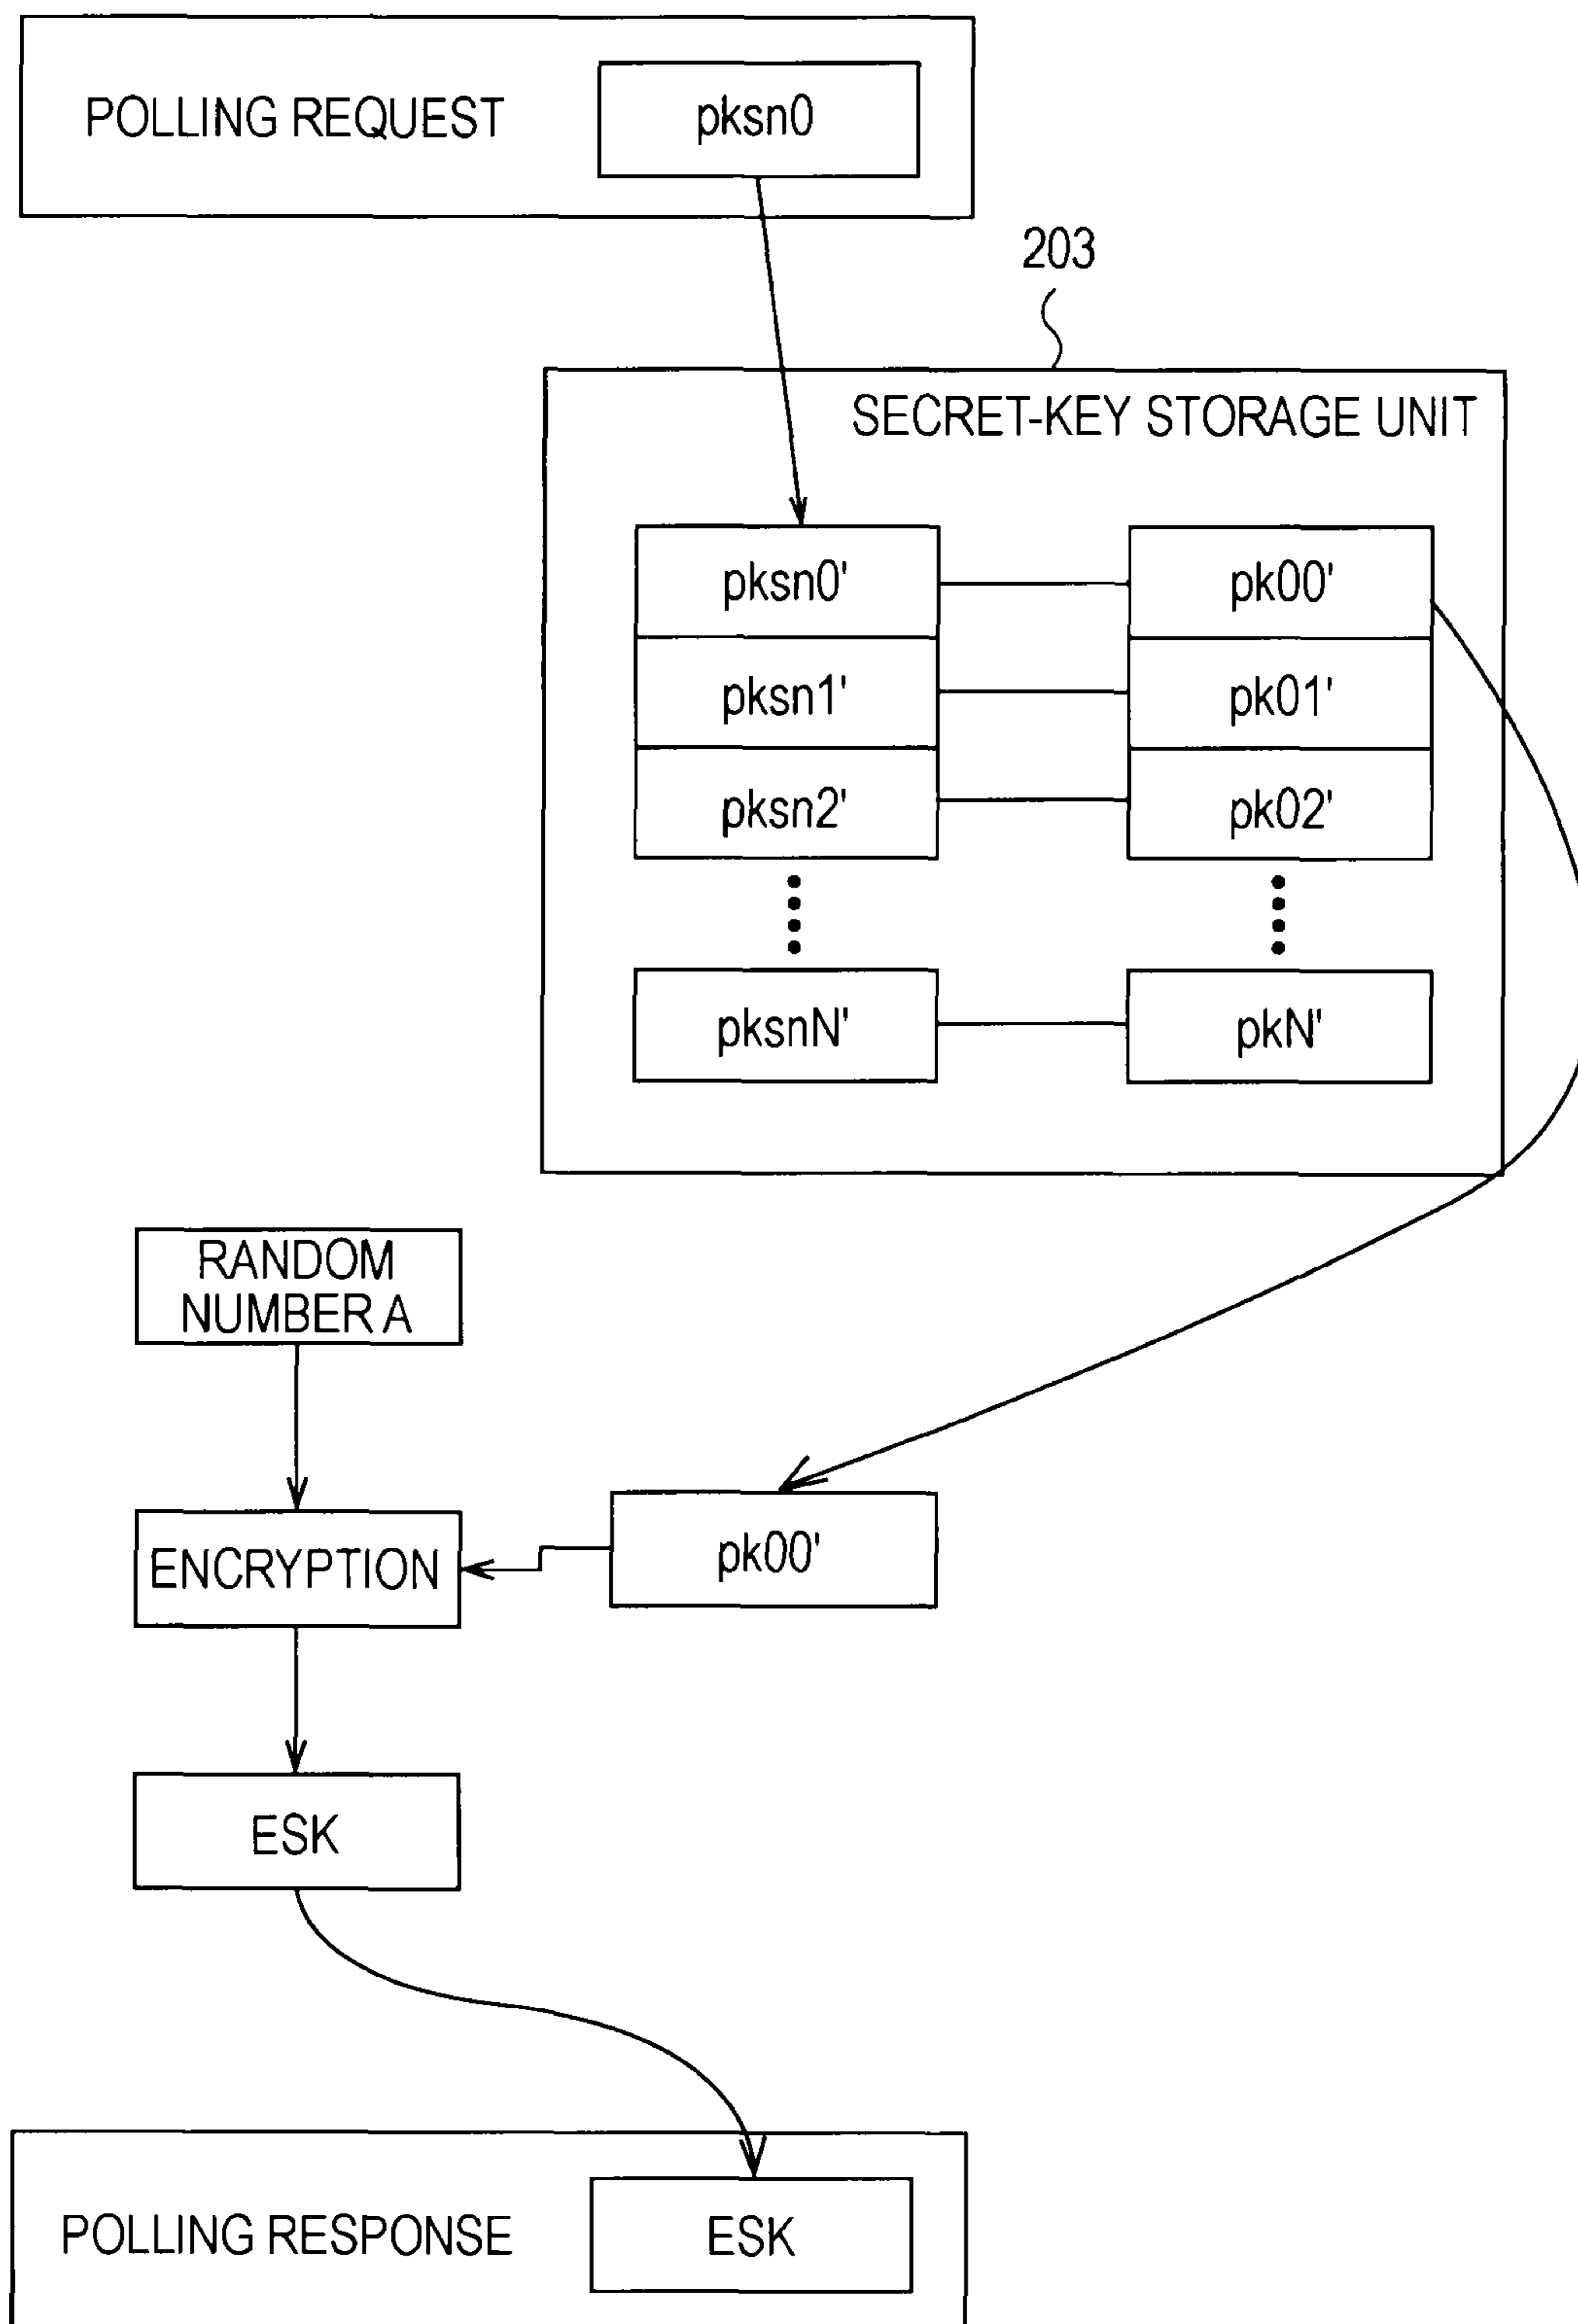 POLLING REQUEST
pksn0
203
SECRET-KEY STORAGE UNIT
pksn0' pk00'
pksn1' pk01'
pksn2' pk02'
pksnN' pkN'
RANDOM
NUMBER A
ENCRYPTION
pk00'
ESK
POLLING RESPONSE
ESK